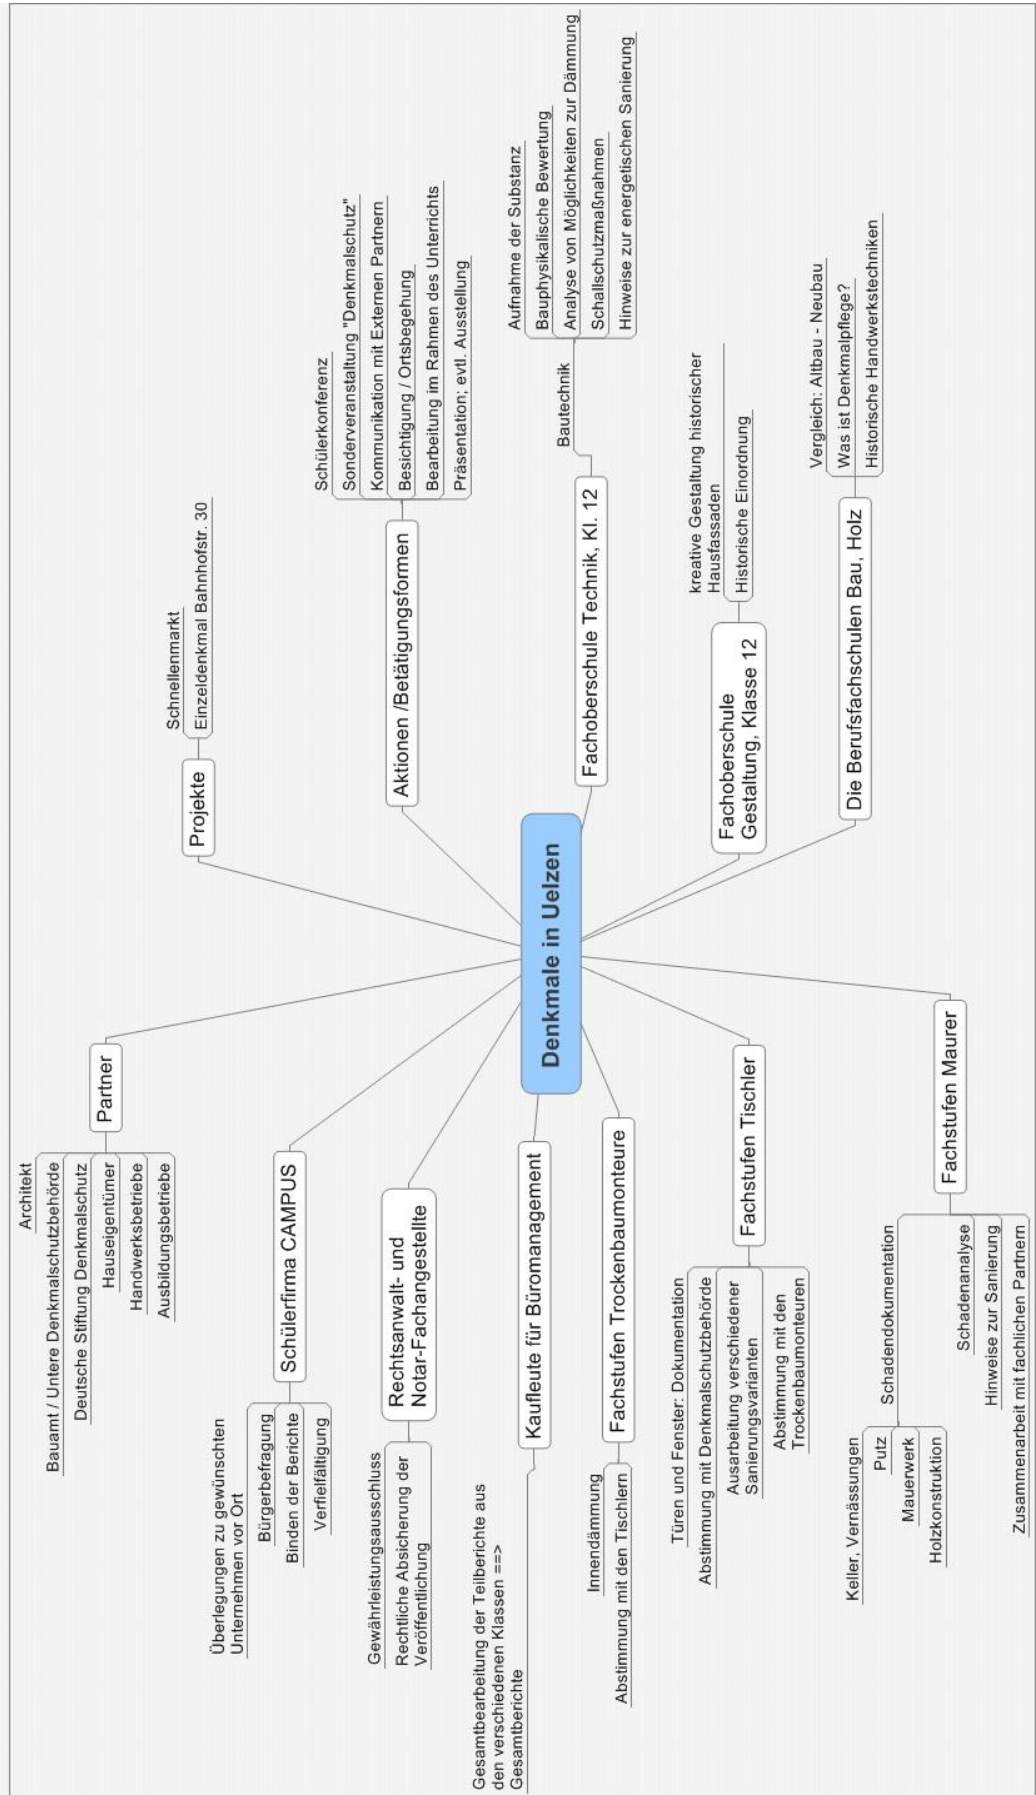 Denkmale in Uelzen
Partner
Architekt
Bauamt / Untere Denkmalschutzbehörde
Deutsche Stiftung Denkmalschutz
Hauseigentümer
Handwerksbetriebe
Ausbildungsbetriebe
Schülerfirma CAMPUS
Überlegungen zu gewünschten
Unternehmen vor Ort
Bürgerbefragung
Binden der Berichte
Verfielfältigung
Rechtsanwalt- und
Notar-Fachangestellte
Gewährleistungsausschluss
Rechtliche Absicherung der
Veröffentlichung
Kaufleute für Büromanagement
Gesamtbearbeitung der Teilberichte aus
den verschiedenen Klassen ==>
Gesamtberichte
Fachstufen Trockenbaumonteure
Innendämmung
Abstimmung mit den Tischlern
Fachstufen Tischler
Türen und Fenster: Dokumentation
Abstimmung mit Denkmalschutzbehörde
Ausarbeitung verschiedener
Sanierungsvarianten
Abstimmung mit den
Trockenbaumonteuren
Fachstufen Maurer
Schadendokumentation
Keller, Vernässungen
Putz
Mauerwerk
Holzkonstruktion
Schadenanalyse
Hinweise zur Sanierung
Zusammenarbeit mit fachlichen Partnern
Projekte
Schnellenmarkt
Einzeldenkmal Bahnhofstr. 30
Aktionen /Betätigungsformen
Schülerkonferenz
Sonderveranstaltung "Denkmalschutz"
Kommunikation mit Externen Partnern
Besichtigung / Ortsbegehung
Bearbeitung im Rahmen des Unterrichts
Präsentation; evtl. Ausstellung
Fachoberschule Technik, Kl. 12
Bautechnik
Aufnahme der Substanz
Bauphysikalische Bewertung
Analyse von Möglichkeiten zur Dämmung
Schallschutzmaßnahmen
Hinweise zur energetischen Sanierung
Fachoberschule
Gestaltung, Klasse 12
kreative Gestaltung historischer
Hausfassaden
Historische Einordnung
Die Berufsfachschulen Bau, Holz
Vergleich: Altbau - Neubau
Was ist Denkmalpflege?
Historische Handwerkstechniken